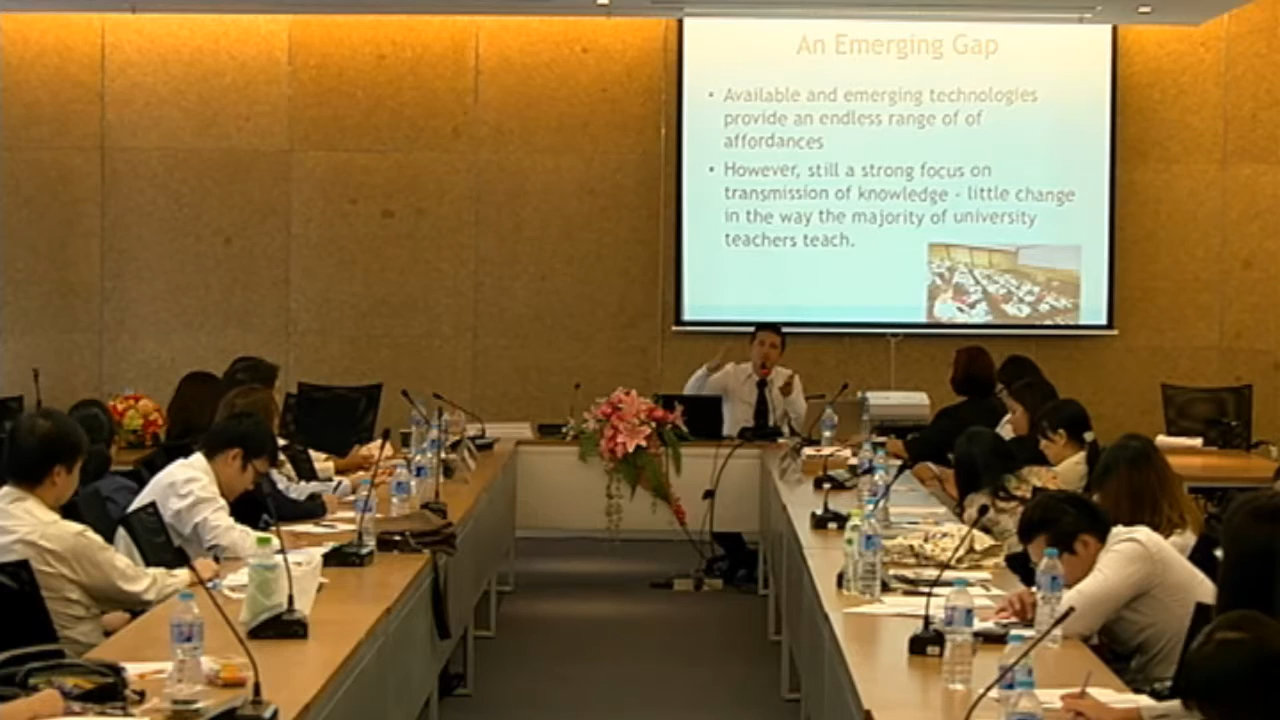 An Emerging Gap
• Available and emerging technologies
provide an endless range of of
affordances
• However, still a strong focus on
transmission of knowledge - little change
in the way the majority of university
teachers teach.